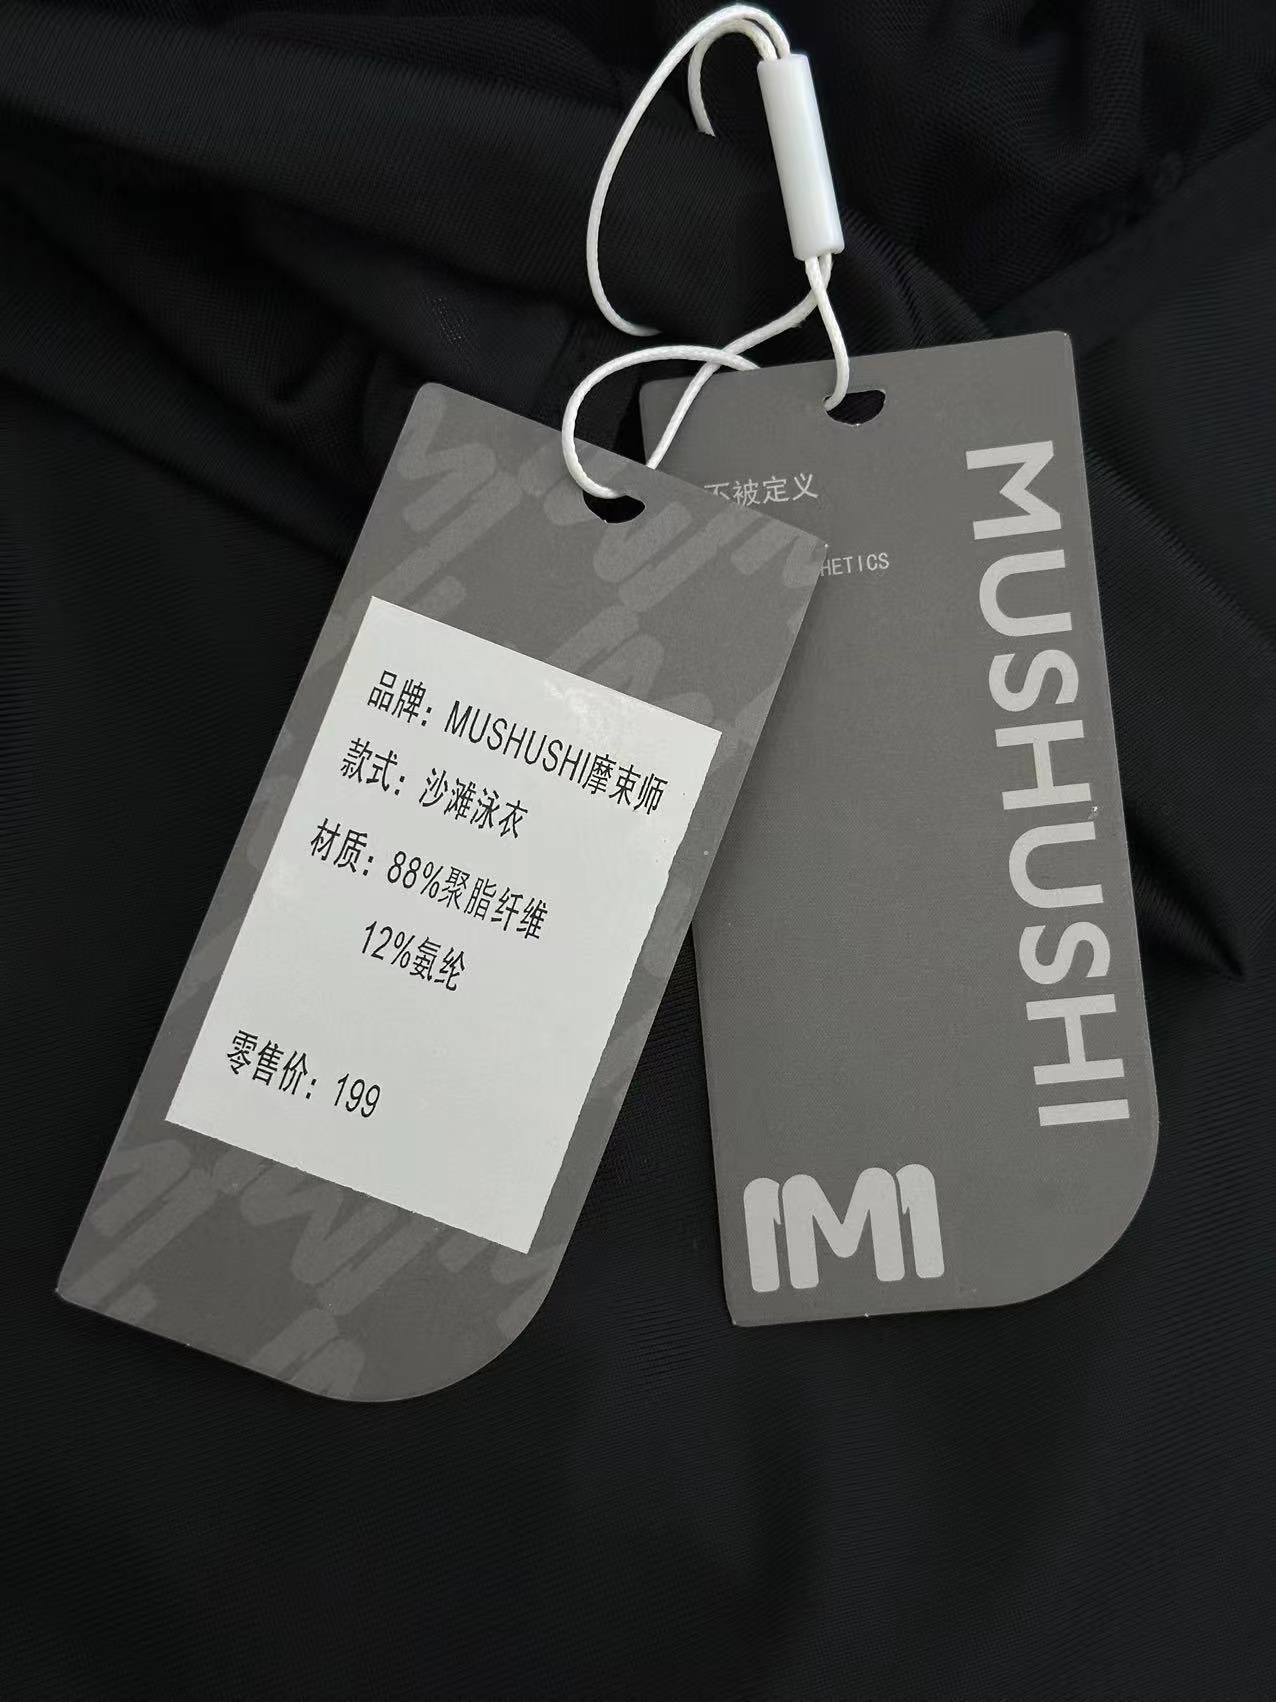 品牌：MUSHUSHI摩束师
款式：沙滩泳衣
材质：88%聚脂纤维
12%氨纶
零售价：199
不被定义
HETICS
MUSHUSHI